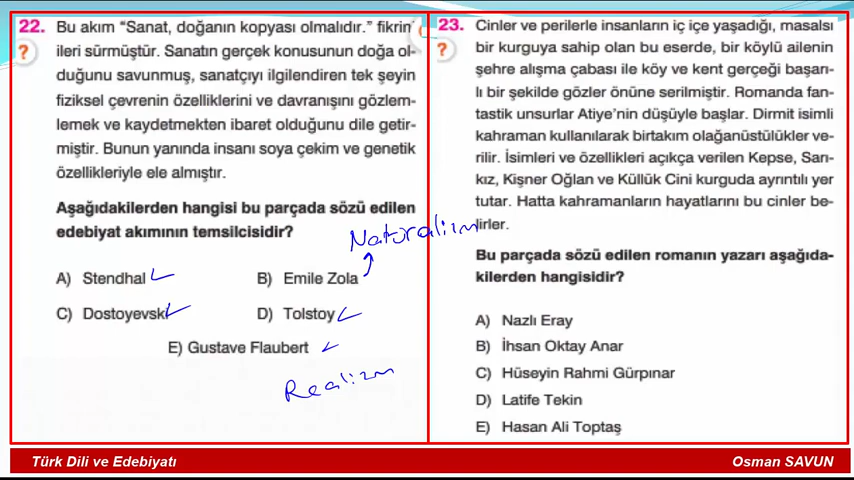 22. Bu akım “Sanat, doğanın kopyası olmalıdır.” fikrini
? ileri sürmüştür. Sanatın gerçek konusunun doğa ol-
duğunu savunmuş, sanatçıyı ilgilendiren tek şeyin
fiziksel çevrenin özelliklerini ve davranışını gözlem-
lemek ve kaydetmekten ibaret olduğunu dile getir-
miştir. Bunun yanında insanı soya çekim ve genetik
özellikleriyle ele almıştır.
Aşağıdakilerden hangisi bu parçada sözü edilen
edebiyat akımının temsilcisidir?
Naturalizm
A) Stendhal B) Emile Zola
C) Dostoyevski D) Tolstoy
E) Gustave Flaubert
Realizm
23. Cinler ve perilerle insanların iç içe yaşadığı, masalsı
? bir kurguya sahip olan bu eserde, bir köylü ailenin
şehre alışma çabası ile köy ve kent gerçeği başarı-
lı bir şekilde gözler önüne serilmiştir. Romanda fan-
tastik unsurlar Atiye’nin düşüyle başlar. Dirmit isimli
kahraman kullanılarak birtakım olağanüstülükler ve-
rilir. İsimleri ve özellikleri açıkça verilen Kepse, Sarı-
kız, Kişner Oğlan ve Küllük Cini kurguda ayrıntılı yer
tutar. Hatta kahramanların hayatlarını bu cinler be-
lirler.
Bu parçada sözü edilen romanın yazarı aşağıda-
kilerden hangisidir?
A) Nazlı Eray
B) İhsan Oktay Anar
C) Hüseyin Rahmi Gürpınar
D) Latife Tekin
E) Hasan Ali Toptaş
Türk Dili ve Edebiyatı
Osman SAVUN